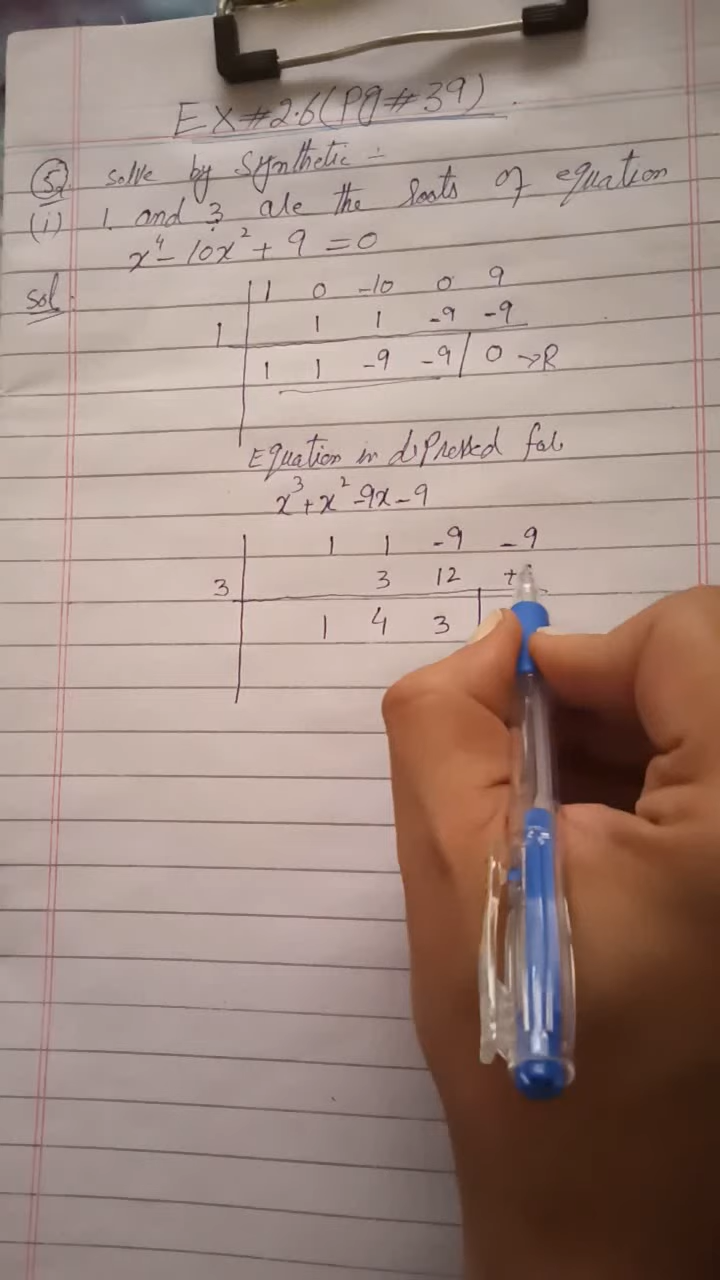 EX#2.6(Pg#39)
Q5 Solve by Synthetic :-
(i) 1 and 3 are the roots of equation
x⁴ - 10x² + 9 = 0
Sol:
1 0 -10 0 9
1 1 1 -9 -9
1 1 -9 -9 0 → R
Equation in depressed for
x³ + x² - 9x - 9
1 1 -9 -9
3 3 12 +
1 4 3